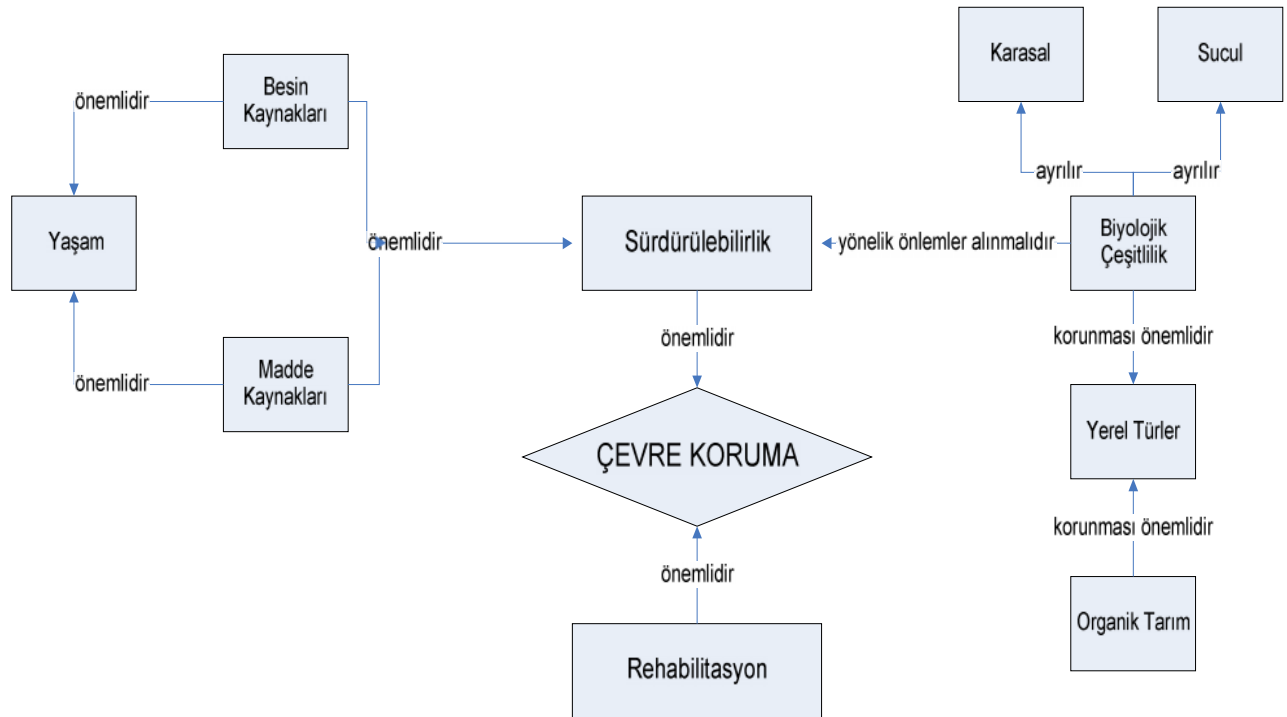 Karasal
Sucul
Besin
Kaynakları
önemlidir
ayrılır
ayrılır
Yaşam
önemlidir
Sürdürülebilirlik
yönelik önlemler alınmalıdır
Biyolojik
Çeşitlilik
önemlidir
korunması önemlidir
önemlidir
Madde
Kaynakları
ÇEVRE KORUMA
Yerel Türler
korunması önemlidir
önemlidir
Organik Tarım
Rehabilitasyon